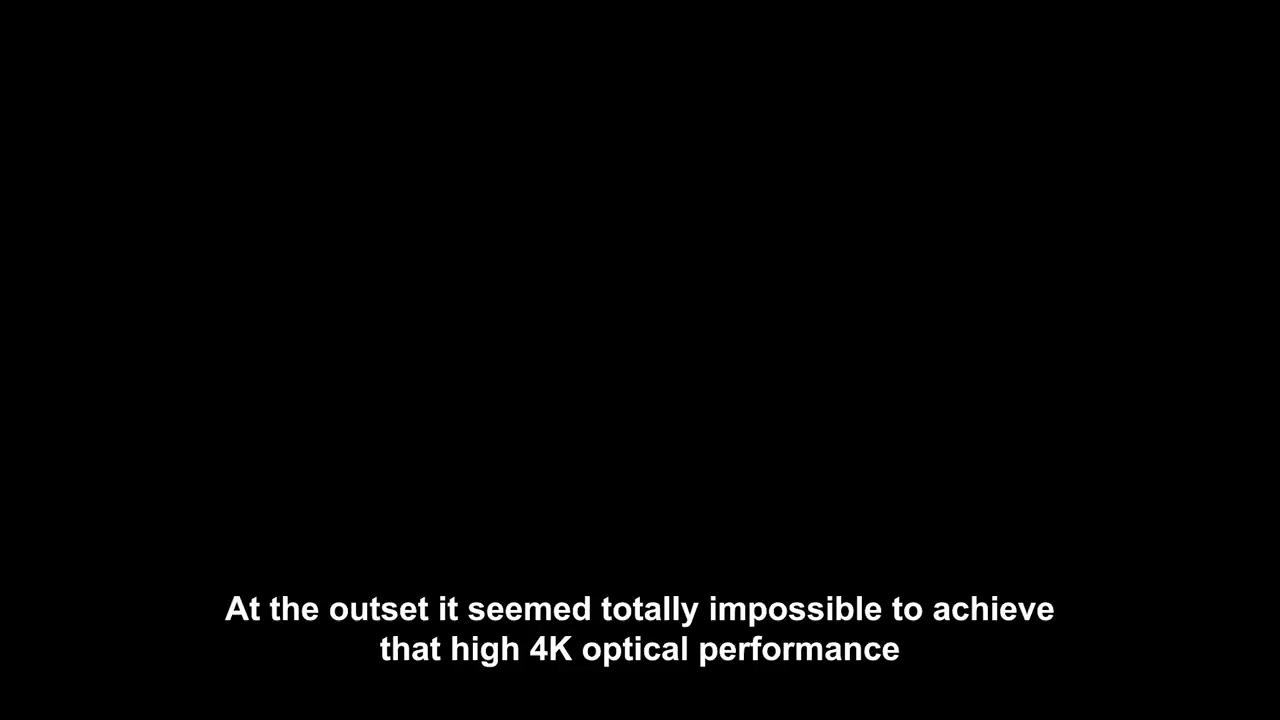 At the outset it seemed totally impossible to achieve
that high 4K optical performance